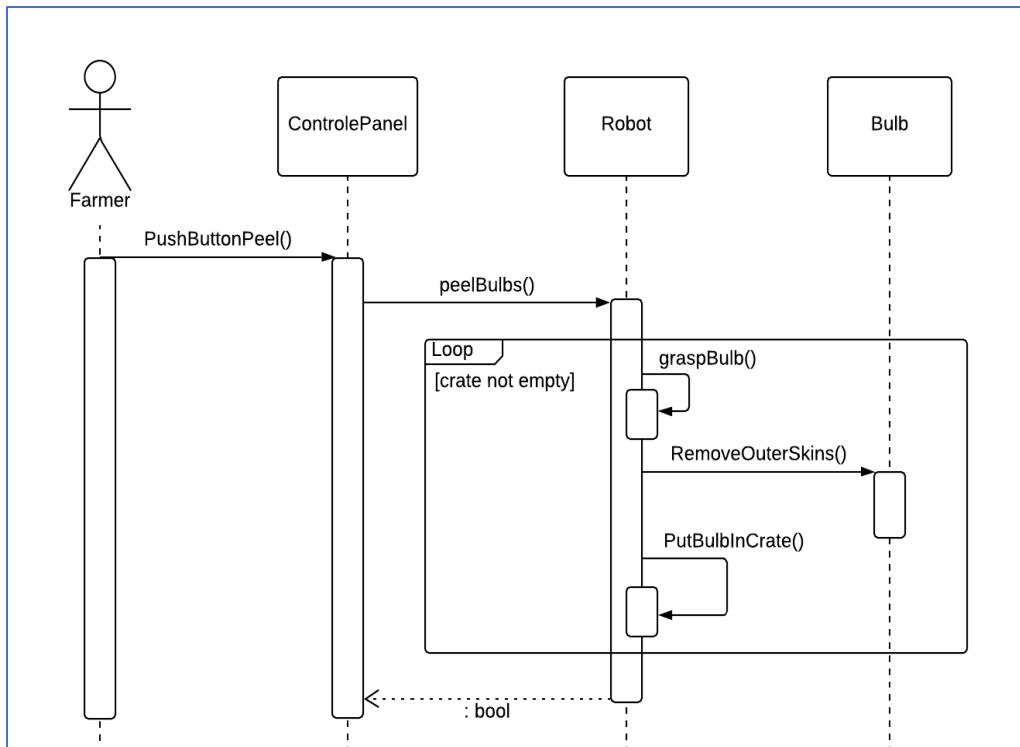 ControlePanel
Robot
Bulb
Farmer
PushButtonPeel()
peelBulbs()
Loop
graspBulb()
[crate not empty]
RemoveOuterSkins()
PutBulbInCrate()
: bool